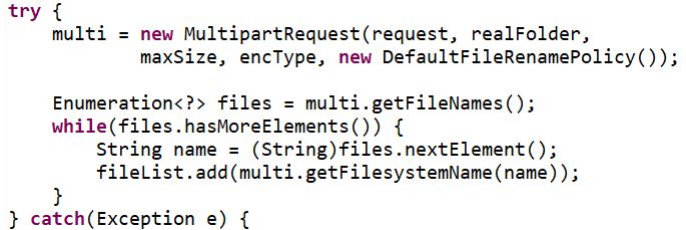 try {
    multi = new MultipartRequest(request, realFolder,
            maxSize, encType, new DefaultFileRenamePolicy());
    Enumeration<?> files = multi.getFileNames();
    while(files.hasMoreElements()) {
        String name = (String)files.nextElement();
        fileList.add(multi.getFilesystemName(name));
    }
} catch(Exception e) {